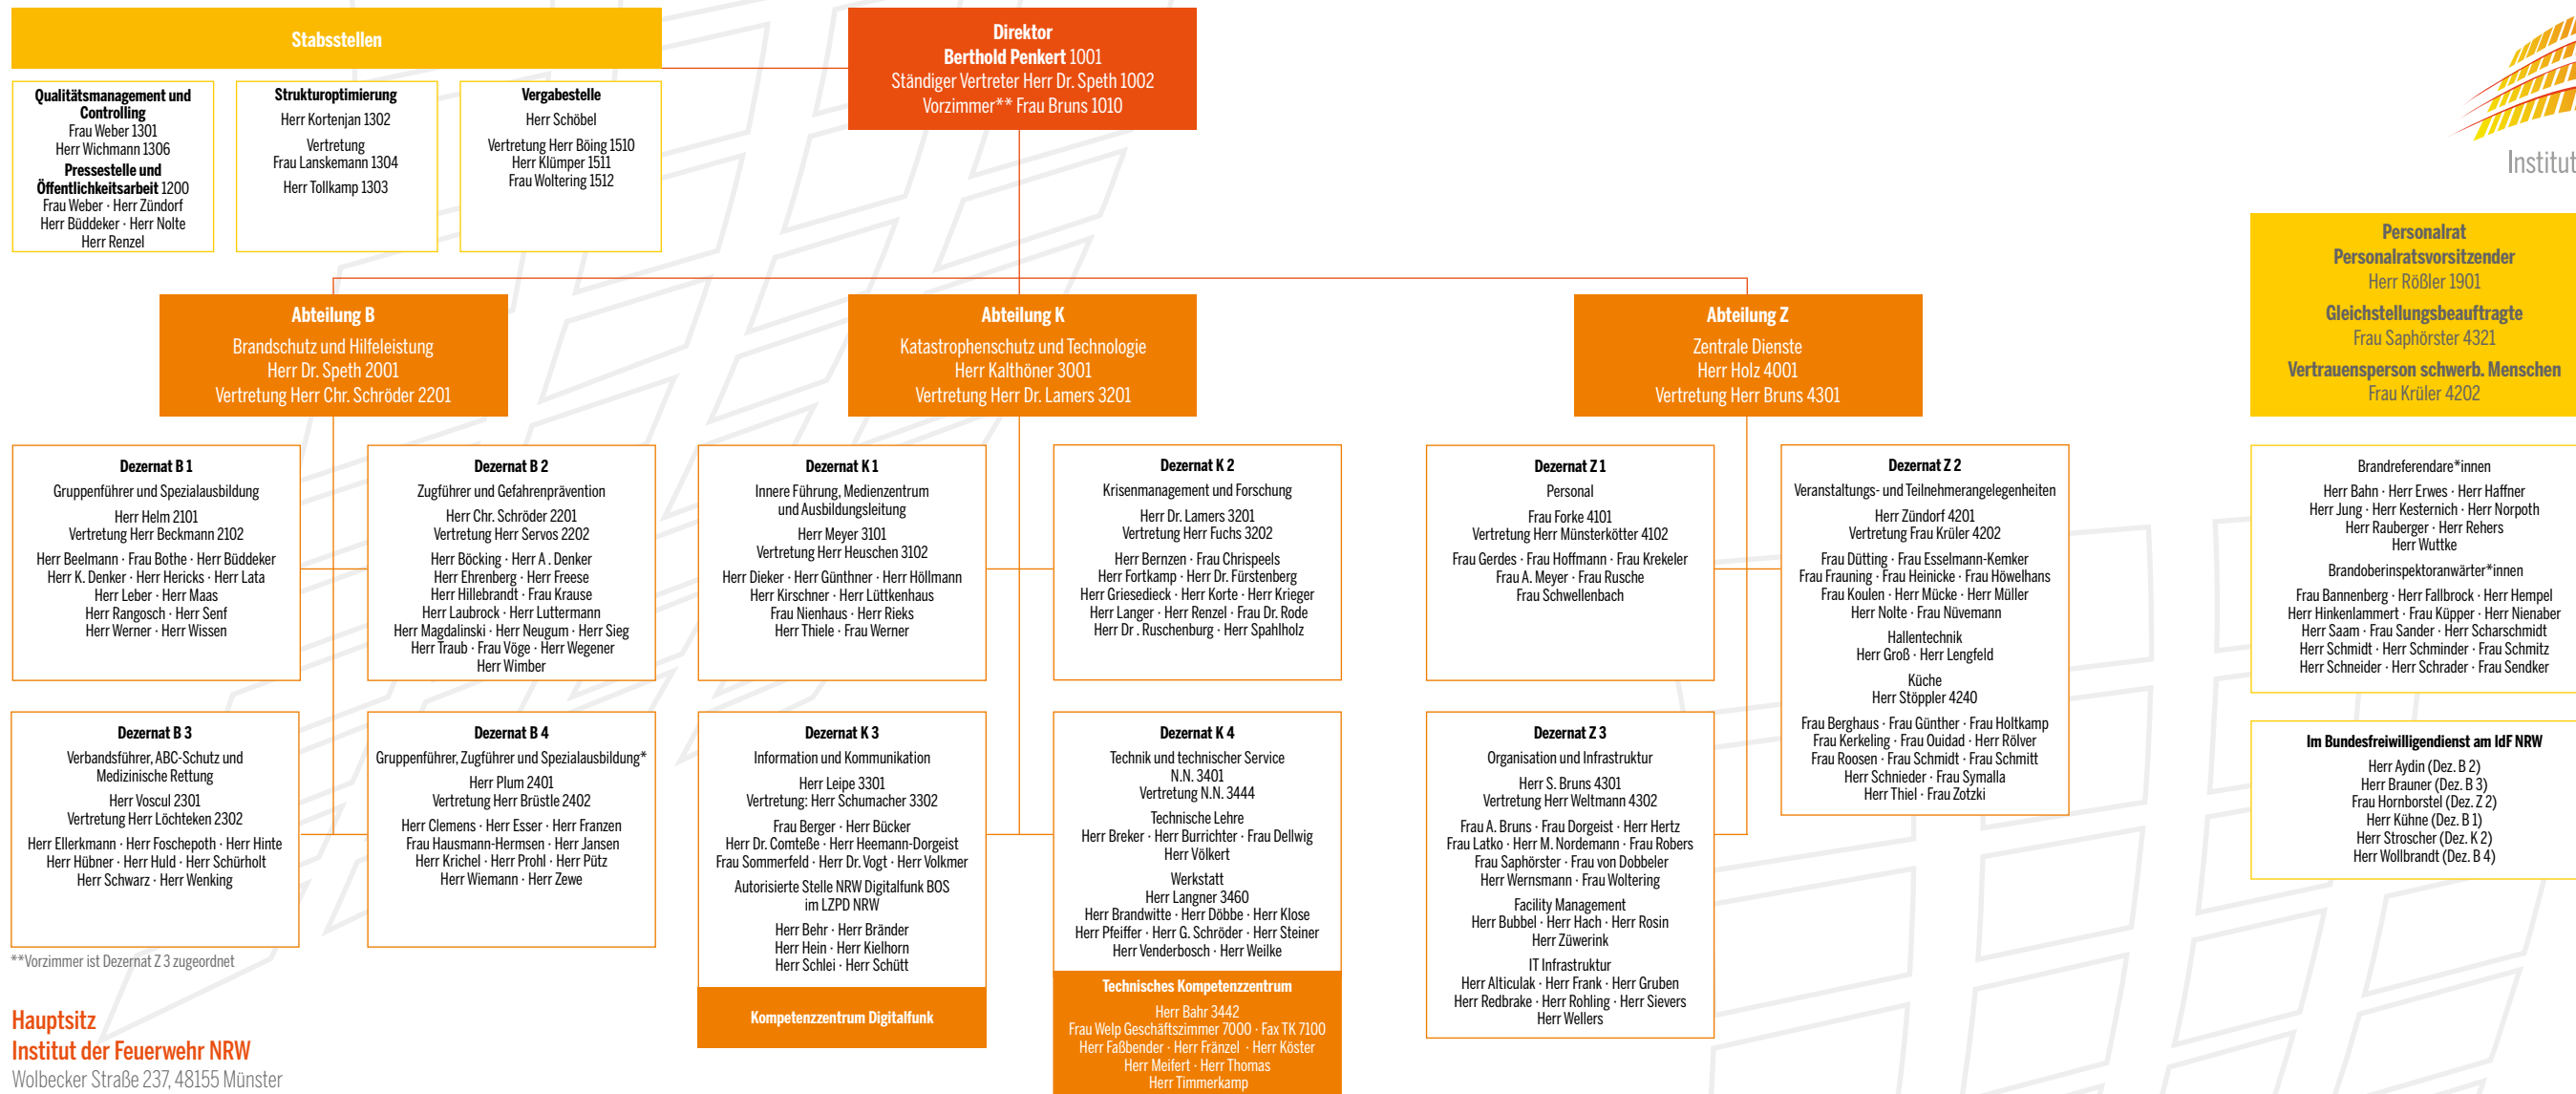 Stabsstellen
Qualitätsmanagement und
Controlling
Frau Weber 1301
Herr Wichmann 1306
Pressestelle und
Öffentlichkeitsarbeit 1200
Frau Weber · Herr Zündorf
Herr Büddeker · Herr Nolte
Herr Renzel
Strukturoptimierung
Herr Kortenjan 1302
Vertretung
Frau Lanskemann 1304
Herr Tollkamp 1303
Vergabestelle
Herr Schöbel
Vertretung Herr Böing 1510
Herr Klümper 1511
Frau Woltering 1512
Direktor
Berthold Penkert 1001
Ständiger Vertreter Herr Dr. Speth 1002
Vorzimmer** Frau Bruns 1010
Institut
Personalrat
Personalratsvorsitzender
Herr Rößler 1901
Gleichstellungsbeauftragte
Frau Saphörster 4321
Vertrauensperson schwerb. Menschen
Frau Krüler 4202
Abteilung B
Brandschutz und Hilfeleistung
Herr Dr. Speth 2001
Vertretung Herr Chr. Schröder 2201
Abteilung K
Katastrophenschutz und Technologie
Herr Kalthöner 3001
Vertretung Herr Dr. Lamers 3201
Abteilung Z
Zentrale Dienste
Herr Holz 4001
Vertretung Herr Bruns 4301
Dezernat B 1
Gruppenführer und Spezialausbildung
Herr Helm 2101
Vertretung Herr Beckmann 2102
Herr Beelmann · Frau Bothe · Herr Büddeker
Herr K. Denker · Herr Hericks · Herr Lata
Herr Leber · Herr Maas
Herr Rangosch · Herr Senf
Herr Werner · Herr Wissen
Dezernat B 2
Zugführer und Gefahrenprävention
Herr Chr. Schröder 2201
Vertretung Herr Servos 2202
Herr Böcking · Herr A . Denker
Herr Ehrenberg · Herr Freese
Herr Hillebrandt · Frau Krause
Herr Laubrock · Herr Luttermann
Herr Magdalinski · Herr Neugum · Herr Sieg
Herr Traub · Frau Vöge · Herr Wegener
Herr Wimber
Dezernat K 1
Innere Führung, Medienzentrum
und Ausbildungsleitung
Herr Meyer 3101
Vertretung Herr Heuschen 3102
Herr Dieker · Herr Günthner · Herr Höllmann
Herr Kirschner · Herr Lüttkenhaus
Frau Nienhaus · Herr Rieks
Herr Thiele · Frau Werner
Dezernat K 2
Krisenmanagement und Forschung
Herr Dr. Lamers 3201
Vertretung Herr Fuchs 3202
Herr Bernzen · Frau Chrispeels
Herr Fortkamp · Herr Dr. Fürstenberg
Herr Griesedieck · Herr Korte · Herr Krieger
Herr Langer · Herr Renzel · Frau Dr. Rode
Herr Dr . Ruschenburg · Herr Spahlholz
Dezernat Z 1
Personal
Frau Forke 4101
Vertretung Herr Münsterkötter 4102
Frau Gerdes · Frau Hoffmann · Frau Krekeler
Frau A. Meyer · Frau Rusche
Frau Schwellenbach
Dezernat Z 2
Veranstaltungs- und Teilnehmerangelegenheiten
Herr Zündorf 4201
Vertretung Frau Krüler 4202
Frau Dütting · Frau Esselmann-Kemker
Frau Frauning · Frau Heinicke · Frau Höwelhans
Frau Koulen · Herr Mücke · Herr Müller
Herr Nolte · Frau Nüvemann
Hallentechnik
Herr Groß · Herr Lengfeld
Küche
Herr Stöppler 4240
Frau Berghaus · Frau Günther · Frau Holtkamp
Frau Kerkeling · Frau Ouidad · Herr Rölver
Frau Roosen · Frau Schmidt · Frau Schmitt
Herr Schnieder · Frau Symalla
Herr Thiel · Frau Zotzki
Brandreferendare*innen
Herr Bahn · Herr Erwes · Herr Haffner
Herr Jung · Herr Kesternich · Herr Norpoth
Herr Rauberger · Herr Rehers
Herr Wuttke
Brandoberinspektoranwärter*innen
Frau Bannenberg · Herr Fallbrock · Herr Hempel
Herr Hinkenlammert · Frau Küpper · Herr Nienaber
Herr Saam · Frau Sander · Herr Scharschmidt
Herr Schmidt · Herr Schminder · Frau Schmitz
Herr Schneider · Herr Schrader · Frau Sendker
Dezernat B 3
Verbandsführer, ABC-Schutz und
Medizinische Rettung
Herr Voscul 2301
Vertretung Herr Löchteken 2302
Herr Ellerkmann · Herr Foschepoth · Herr Hinte
Herr Hübner · Herr Huld · Herr Schürholt
Herr Schwarz · Herr Wenking
Dezernat B 4
Gruppenführer, Zugführer und Spezialausbildung*
Herr Plum 2401
Vertretung Herr Brüstle 2402
Herr Clemens · Herr Esser · Herr Franzen
Frau Hausmann-Hermsen · Herr Jansen
Herr Krichel · Herr Prohl · Herr Pütz
Herr Wiemann · Herr Zewe
Dezernat K 3
Information und Kommunikation
Herr Leipe 3301
Vertretung: Herr Schumacher 3302
Frau Berger · Herr Bücker
Herr Dr. Comteße · Herr Heemann-Dorgeist
Frau Sommerfeld · Herr Dr. Vogt · Herr Volkmer
Autorisierte Stelle NRW Digitalfunk BOS
im LZPD NRW
Herr Behr · Herr Bränder
Herr Hein · Herr Kielhorn
Herr Schlei · Herr Schütt
Kompetenzzentrum Digitalfunk
Dezernat K 4
Technik und technischer Service
N.N. 3401
Vertretung N.N. 3444
Technische Lehre
Herr Breker · Herr Burrichter · Frau Dellwig
Herr Völkert
Werkstatt
Herr Langner 3460
Herr Brandwitte · Herr Döbbe · Herr Klose
Herr Pfeiffer · Herr G. Schröder · Herr Steiner
Herr Venderbosch · Herr Weilke
Technisches Kompetenzzentrum
Herr Bahr 3442
Frau Welp Geschäftszimmer 7000 · Fax TK 7100
Herr Faßbender · Herr Fränzel · Herr Köster
Herr Meifert · Herr Thomas
Herr Timmerkamp
Dezernat Z 3
Organisation und Infrastruktur
Herr S. Bruns 4301
Vertretung Herr Weltmann 4302
Frau A. Bruns · Frau Dorgeist · Herr Hertz
Frau Latko · Herr M. Nordemann · Frau Robers
Frau Saphörster · Frau von Dobbeler
Herr Wernsmann · Frau Woltering
Facility Management
Herr Bubbel · Herr Hach · Herr Rosin
Herr Züwerink
IT Infrastruktur
Herr Alticulak · Herr Frank · Herr Gruben
Herr Redbrake · Herr Rohling · Herr Sievers
Herr Wellers
Im Bundesfreiwilligendienst am IdF NRW
Herr Aydin (Dez. B 2)
Herr Brauner (Dez. B 3)
Frau Hornborstel (Dez. Z 2)
Herr Kühne (Dez. B 1)
Herr Stroscher (Dez. K 2)
Herr Wollbrandt (Dez. B 4)
**Vorzimmer ist Dezernat Z 3 zugeordnet
Hauptsitz
Institut der Feuerwehr NRW
Wolbecker Straße 237, 48155 Münster